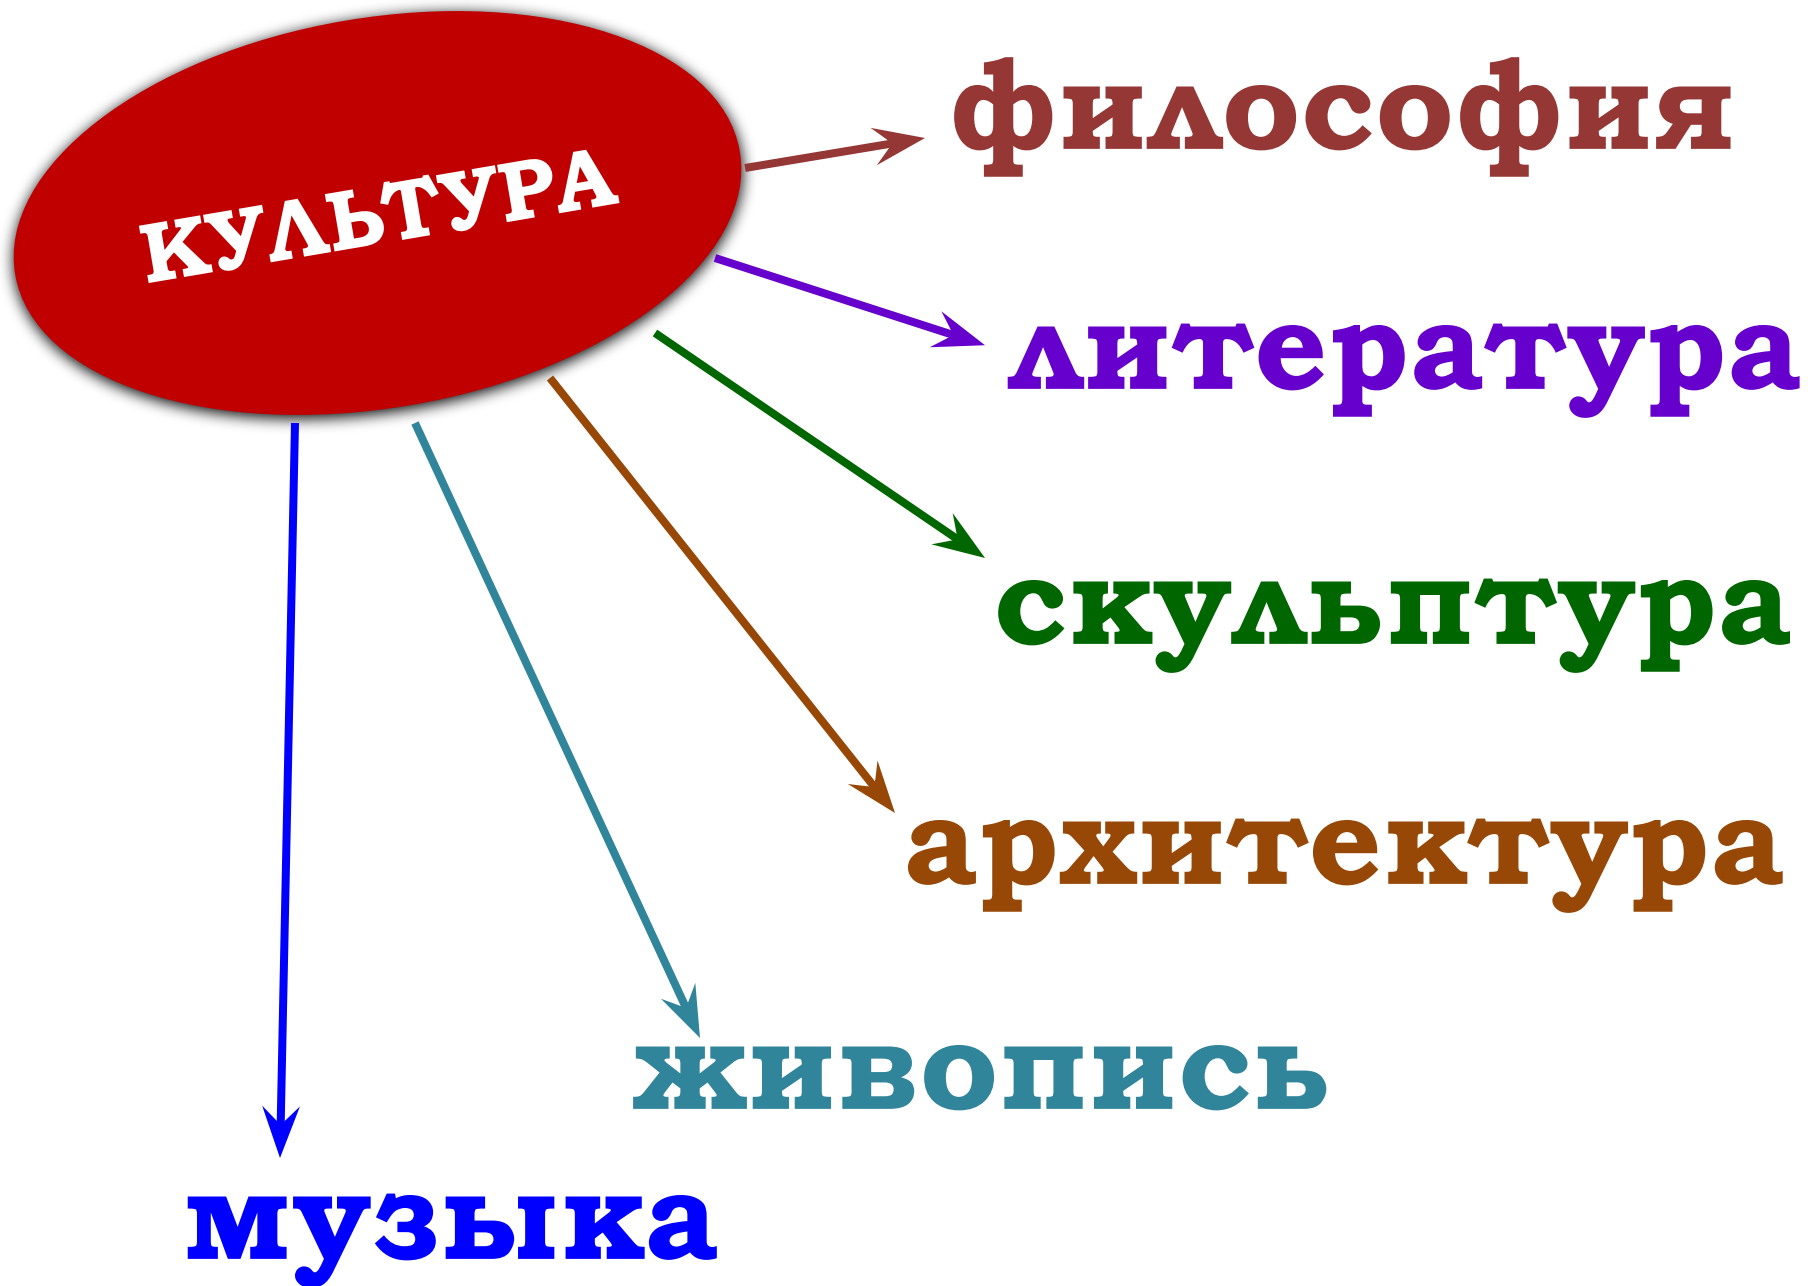 КУЛЬТУРА
философия
литература
скульптура
архитектура
живопись
музыка